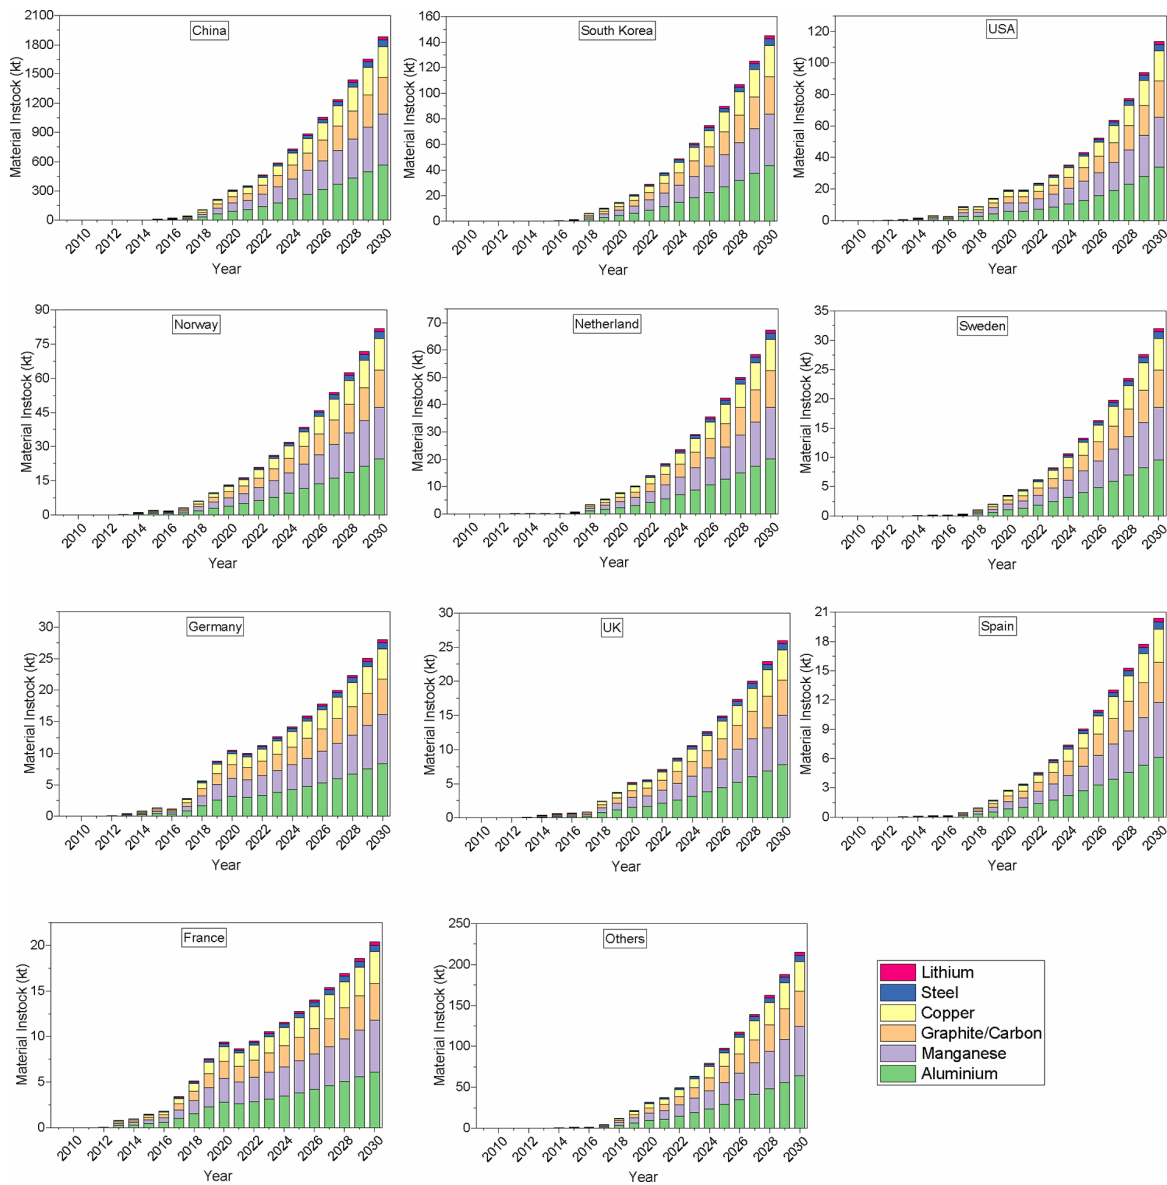 China
Material Instock (kt)
2100
1800
1500
1200
900
600
300
0
2010 2012 2014 2016 2018 2020 2022 2024 2026 2028 2030
Year
South Korea
Material Instock (kt)
160
140
120
100
80
60
40
20
0
2010 2012 2014 2016 2018 2020 2022 2024 2026 2028 2030
Year
USA
Material Instock (kt)
120
100
80
60
40
20
0
2010 2012 2014 2016 2018 2020 2022 2024 2026 2028 2030
Year
Norway
Material Instock (kt)
90
75
60
45
30
15
0
2010 2012 2014 2016 2018 2020 2022 2024 2026 2028 2030
Year
Netherland
Material Instock (kt)
70
60
50
40
30
20
10
0
2010 2012 2014 2016 2018 2020 2022 2024 2026 2028 2030
Year
Sweden
Material Instock (kt)
35
30
25
20
15
10
5
0
2010 2012 2014 2016 2018 2020 2022 2024 2026 2028 2030
Year
Germany
Material Instock (kt)
30
25
20
15
10
5
0
2010 2012 2014 2016 2018 2020 2022 2024 2026 2028 2030
Year
UK
Material Instock (kt)
30
25
20
15
10
5
0
2010 2012 2014 2016 2018 2020 2022 2024 2026 2028 2030
Year
Spain
Material Instock (kt)
21
18
15
12
9
6
3
0
2010 2012 2014 2016 2018 2020 2022 2024 2026 2028 2030
Year
France
Material Instock (kt)
20
15
10
5
0
2010 2012 2014 2016 2018 2020 2022 2024 2026 2028 2030
Year
Others
Material Instock (kt)
250
200
150
100
50
0
2010 2012 2014 2016 2018 2020 2022 2024 2026 2028 2030
Year
Lithium
Steel
Copper
Graphite/Carbon
Manganese
Aluminium